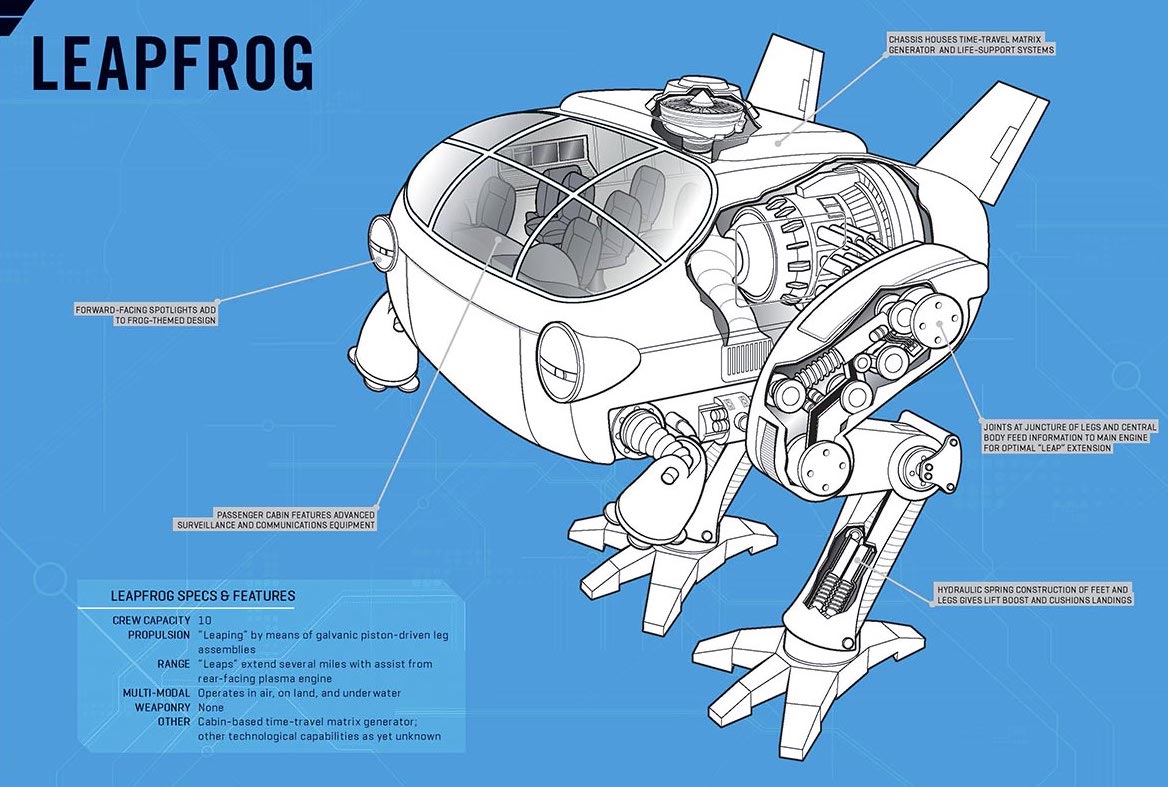 LEAPFROG
CHASSIS HOUSES TIME-TRAVEL MATRIX
GENERATOR AND LIFE-SUPPORT SYSTEMS
FORWARD-FACING SPOTLIGHTS ADD
TO FROG-THEMED DESIGN
JOINTS AT JUNCTURE OF LEGS AND CENTRAL
BODY FEED INFORMATION TO MAIN ENGINE
FOR OPTIMAL "LEAP" EXTENSION
PASSENGER CABIN FEATURES ADVANCED
SURVEILLANCE AND COMMUNICATIONS EQUIPMENT
HYDRAULIC SPRING CONSTRUCTION OF FEET AND
LEGS GIVES LIFT BOOST AND CUSHIONS LANDINGS
LEAPFROG SPECS & FEATURES
CREW CAPACITY 10
PROPULSION "Leaping" by means of galvanic piston-driven leg
assemblies
RANGE "Leaps" extend several miles with assist from
rear-facing plasma engine
MULTI-MODAL Operates in air, on land, and underwater
WEAPONRY None
OTHER Cabin-based time-travel matrix generator;
other technological capabilities as yet unknown